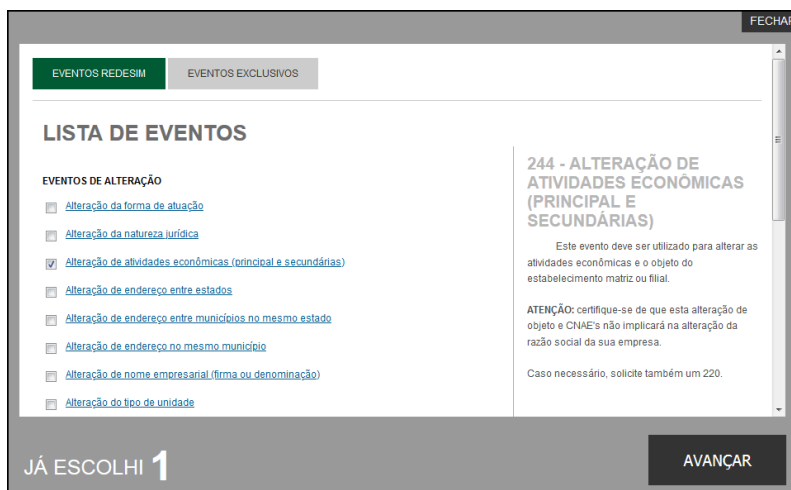 FECHAR
EVENTOS REDESIM
EVENTOS EXCLUSIVOS
LISTA DE EVENTOS
EVENTOS DE ALTERAÇÃO
Alteração da forma de atuação
Alteração da natureza jurídica
Alteração de atividades econômicas (principal e secundárias)
Alteração de endereço entre estados
Alteração de endereço entre municípios no mesmo estado
Alteração de endereço no mesmo município
Alteração de nome empresarial (firma ou denominação)
Alteração do tipo de unidade
244 - ALTERAÇÃO DE
ATIVIDADES ECONÔMICAS
(PRINCIPAL E
SECUNDÁRIAS)
Este evento deve ser utilizado para alterar as
atividades econômicas e o objeto do
estabelecimento matriz ou filial.
ATENÇÃO: certifique-se de que esta alteração de
objeto e CNAE's não implicará na alteração da
razão social da sua empresa.
Caso necessário, solicite também um 220.
JÁ ESCOLHI 1
AVANÇAR